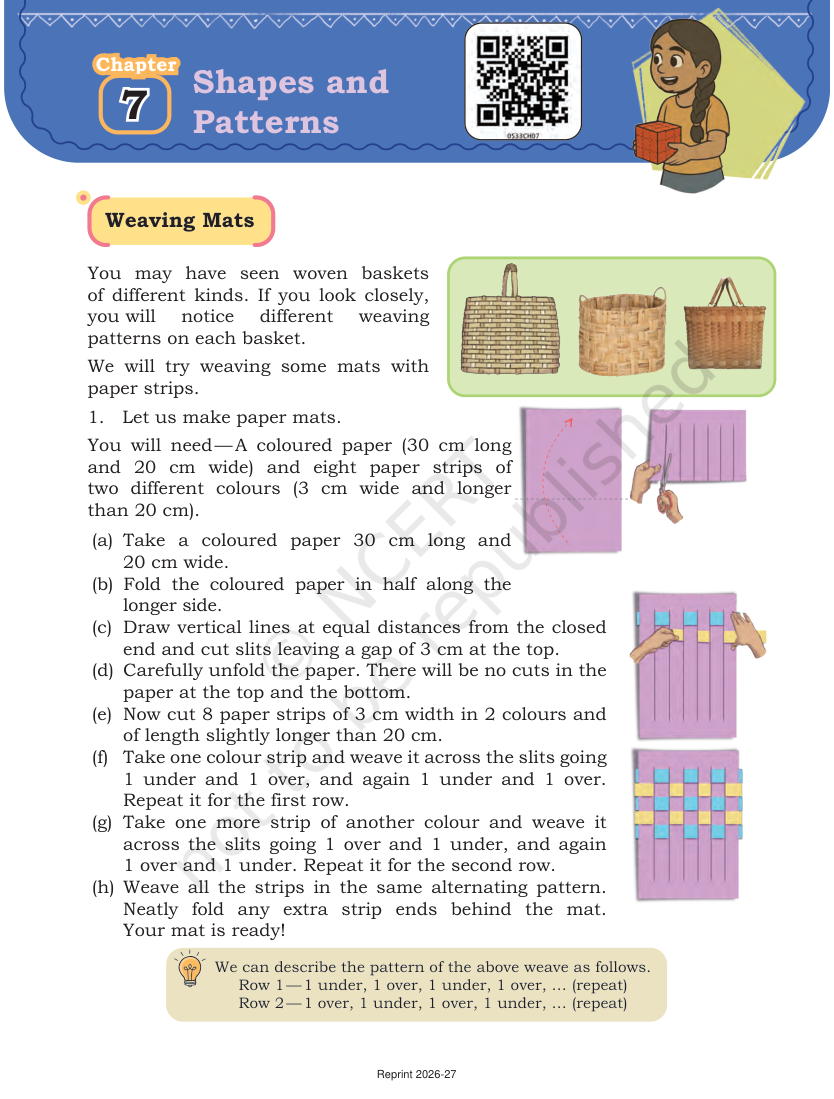 Chapter
7
Shapes and
Patterns
0533CH07
Weaving Mats
You may have seen woven baskets
of different kinds. If you look closely,
you will notice different weaving
patterns on each basket.
We will try weaving some mats with
paper strips.
1. Let us make paper mats.
You will need—A coloured paper (30 cm long
and 20 cm wide) and eight paper strips of
two different colours (3 cm wide and longer
than 20 cm).
(a) Take a coloured paper 30 cm long and
20 cm wide.
(b) Fold the coloured paper in half along the
longer side.
(c) Draw vertical lines at equal distances from the closed
end and cut slits leaving a gap of 3 cm at the top.
(d) Carefully unfold the paper. There will be no cuts in the
paper at the top and the bottom.
(e) Now cut 8 paper strips of 3 cm width in 2 colours and
of length slightly longer than 20 cm.
(f) Take one colour strip and weave it across the slits going
1 under and 1 over, and again 1 under and 1 over.
Repeat it for the first row.
(g) Take one more strip of another colour and weave it
across the slits going 1 over and 1 under, and again
1 over and 1 under. Repeat it for the second row.
(h) Weave all the strips in the same alternating pattern.
Neatly fold any extra strip ends behind the mat.
Your mat is ready!
We can describe the pattern of the above weave as follows.
Row 1—1 under, 1 over, 1 under, 1 over, ... (repeat)
Row 2—1 over, 1 under, 1 over, 1 under, ... (repeat)
© NCERT
not to be republished
Reprint 2026-27